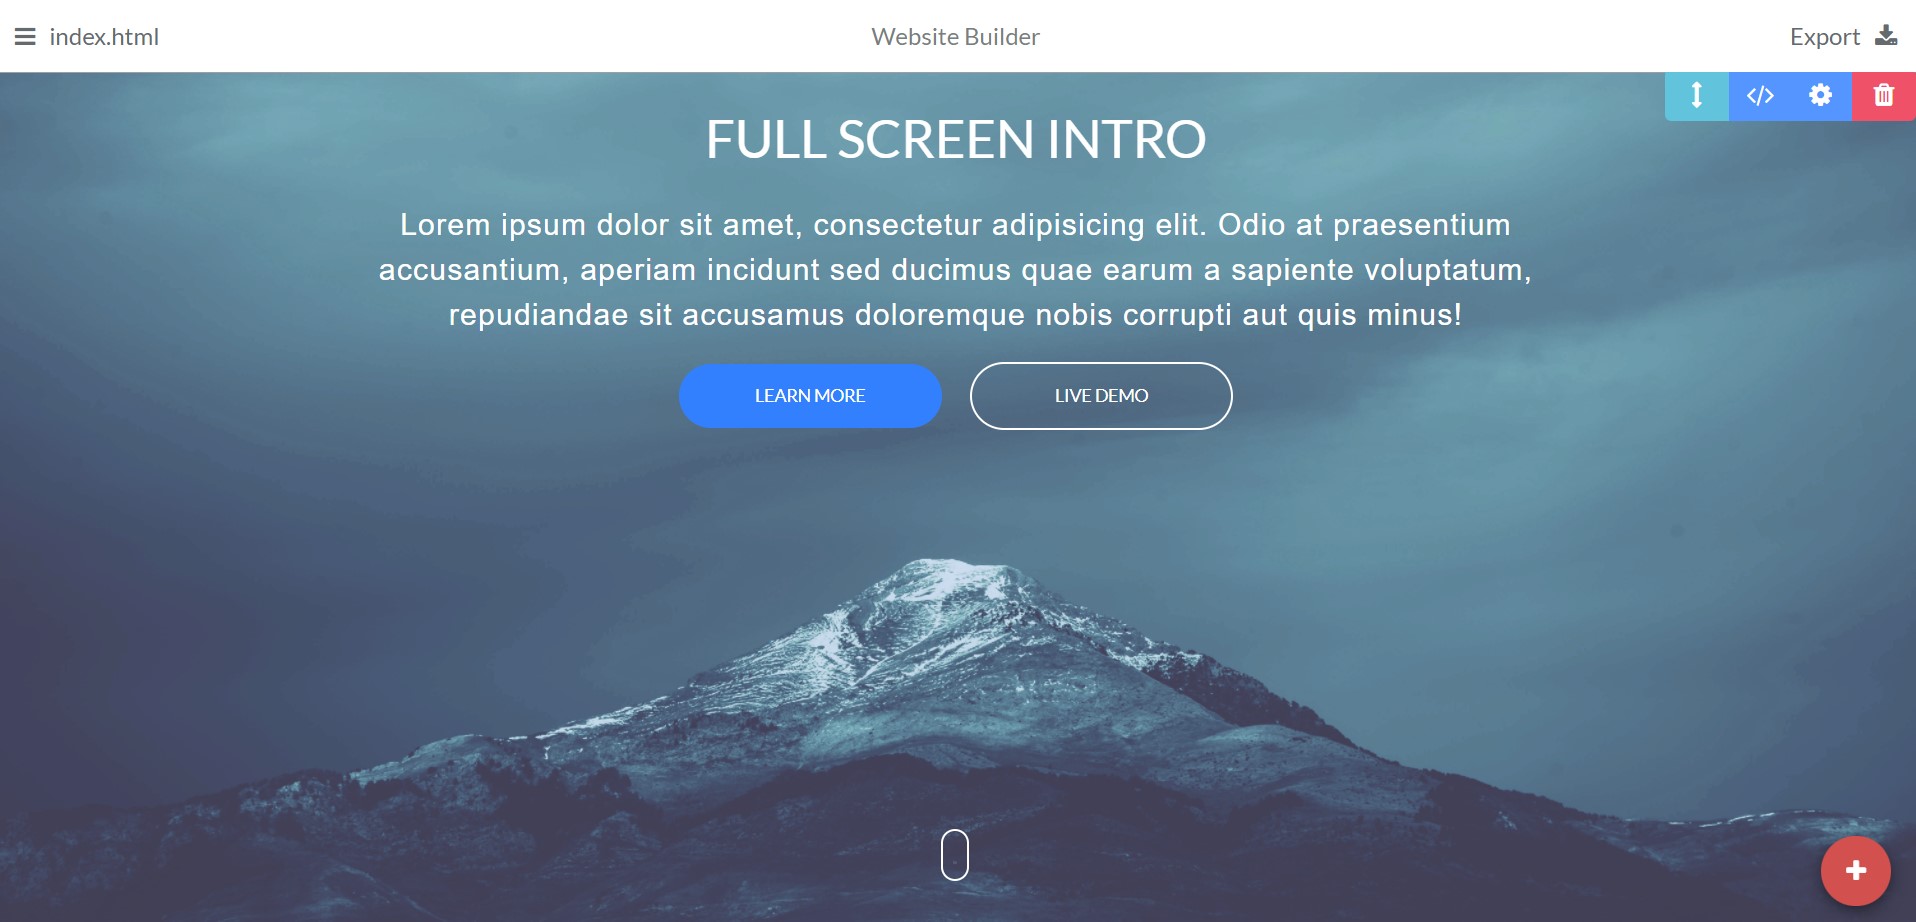 index.html
Website Builder
Export
FULL SCREEN INTRO
Lorem ipsum dolor sit amet, consectetur adipisicing elit. Odio at praesentium
accusantium, aperiam incidunt sed ducimus quae earum a sapiente voluptatum,
repudiandae sit accusamus doloremque nobis corrupti aut quis minus!
LEARN MORE
LIVE DEMO